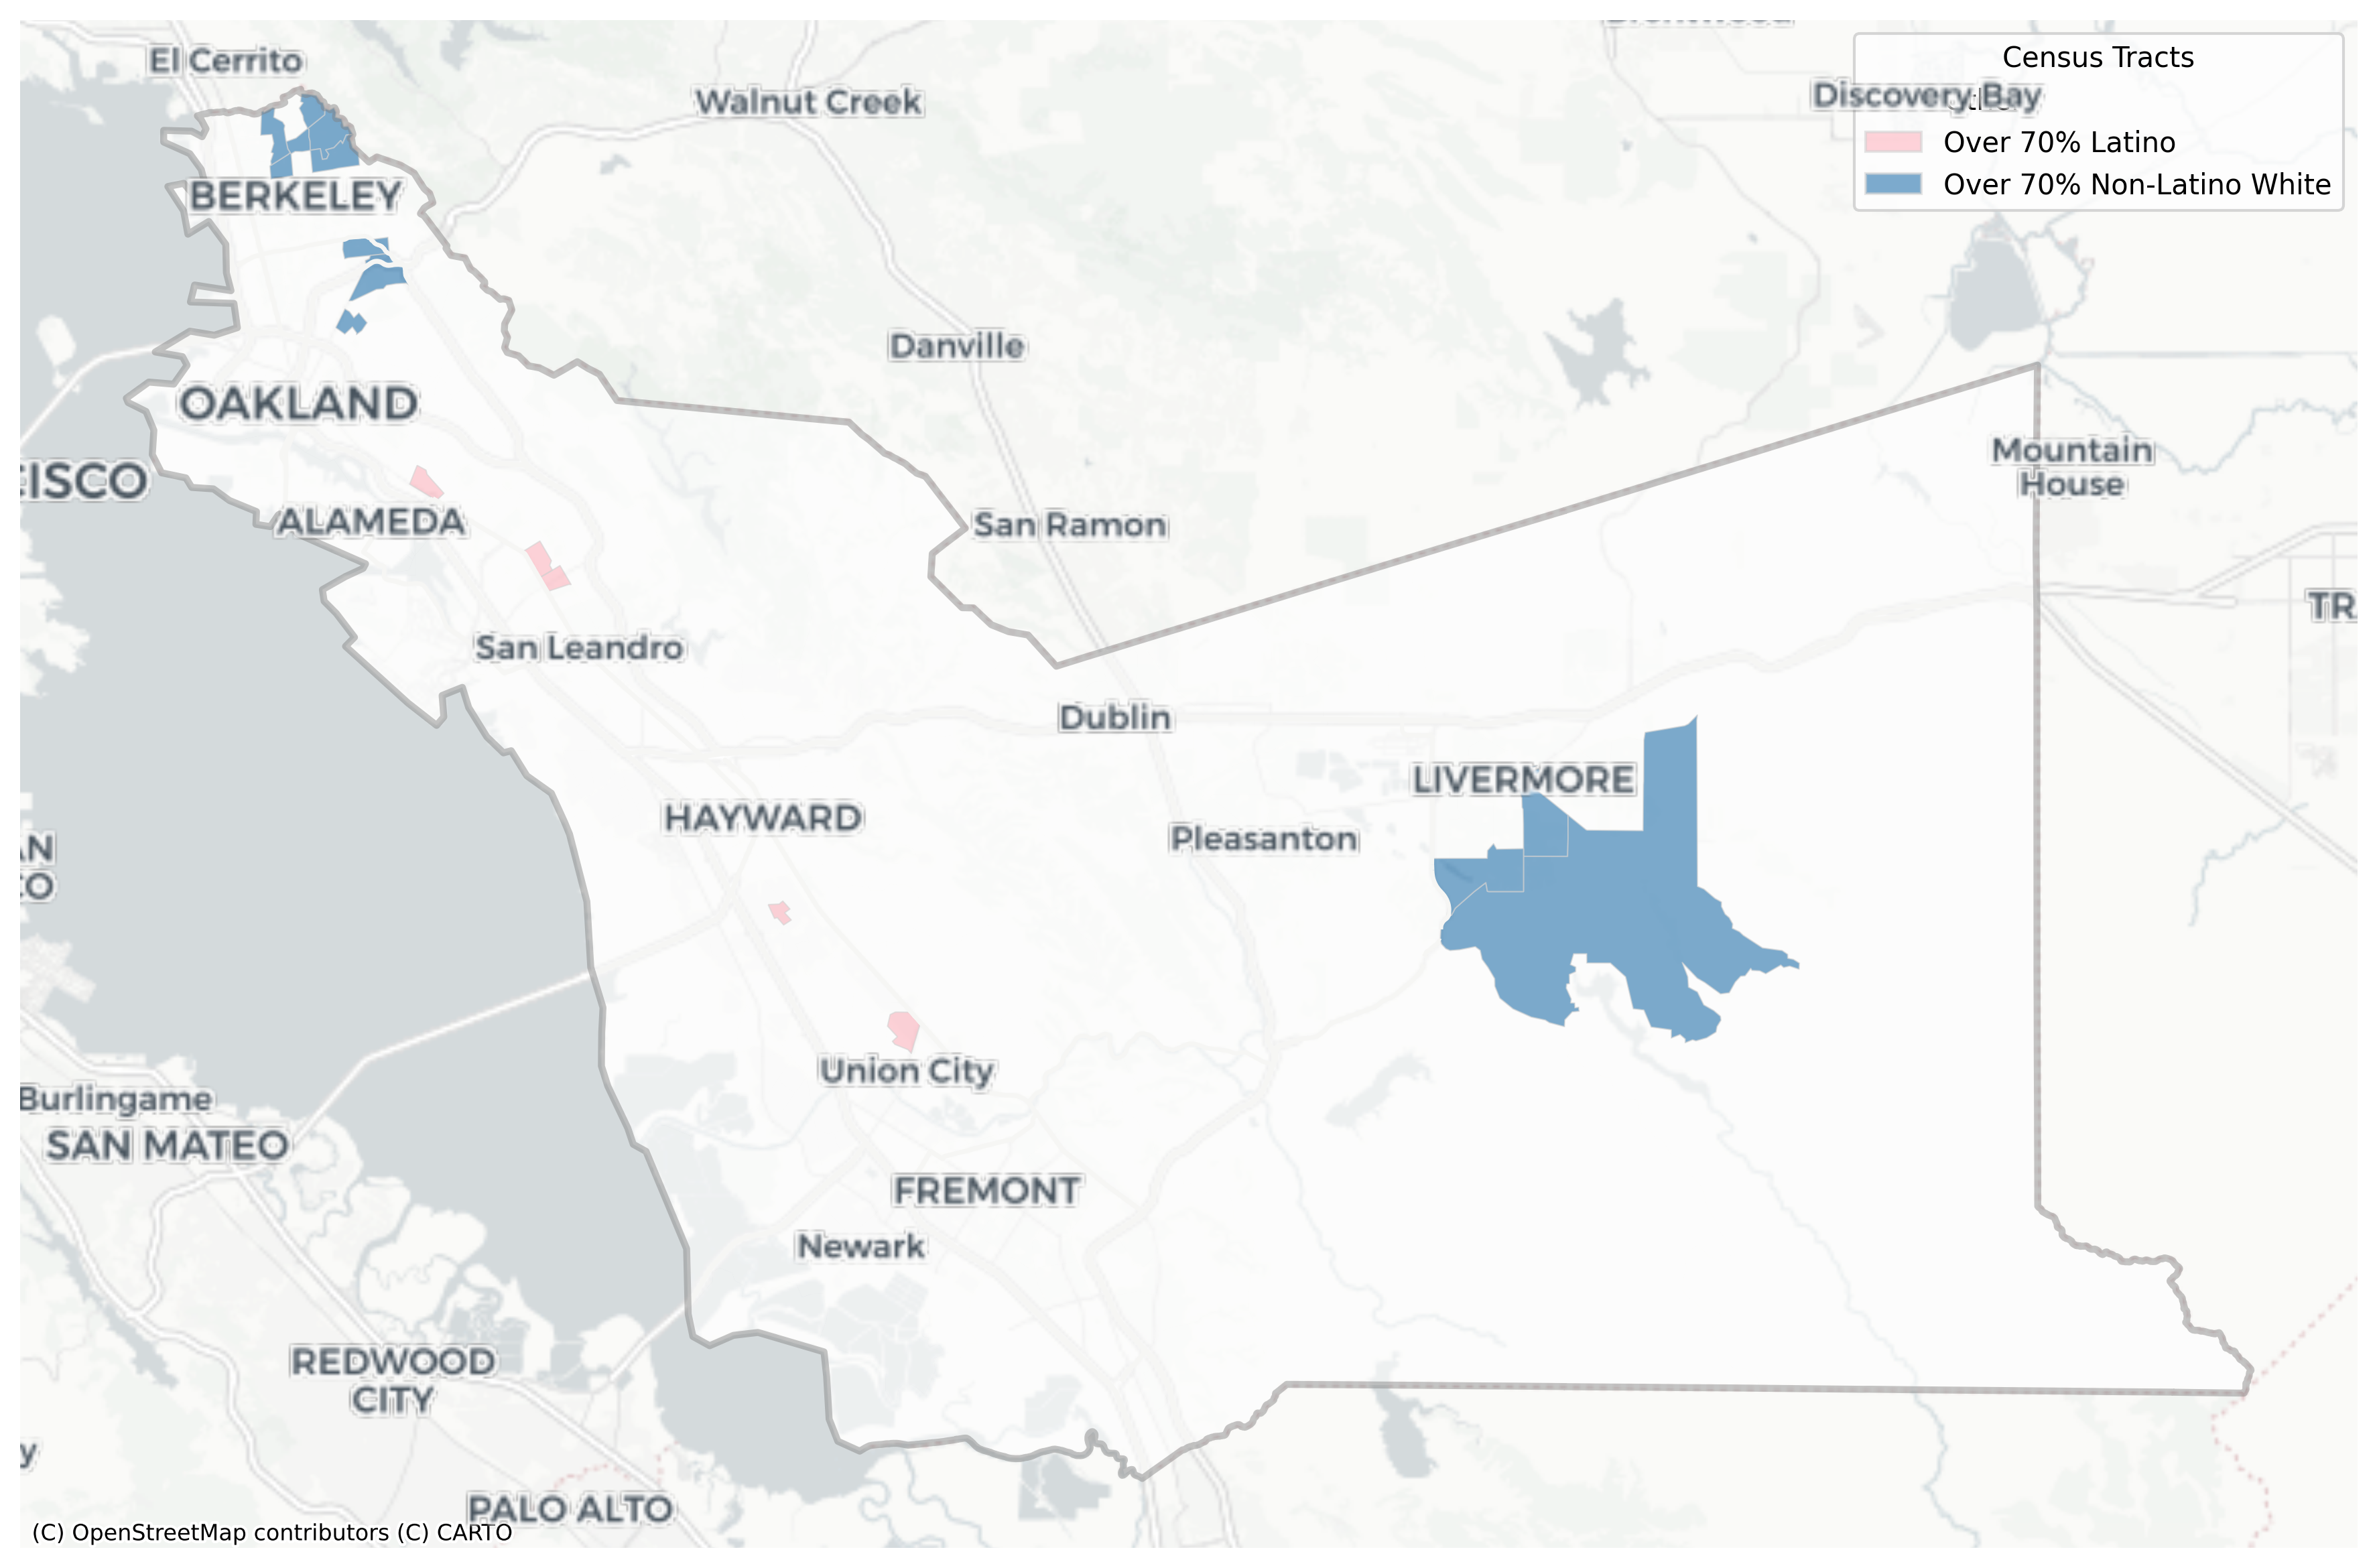 El Cerrito
Walnut Creek
Census Tracts
Discovery Bay
Over 70% Latino
Over 70% Non-Latino White
BERKELEY
Danville
OAKLAND
Mountain
House
CISCO
ALAMEDA
San Ramon
TR
San Leandro
Dublin
LIVERMORE
HAYWARD
Pleasanton
AN
EO
Union City
Burlingame
SAN MATEO
FREMONT
Newark
REDWOOD
CITY
y
PALO ALTO
(C) OpenStreetMap contributors (C) CARTO